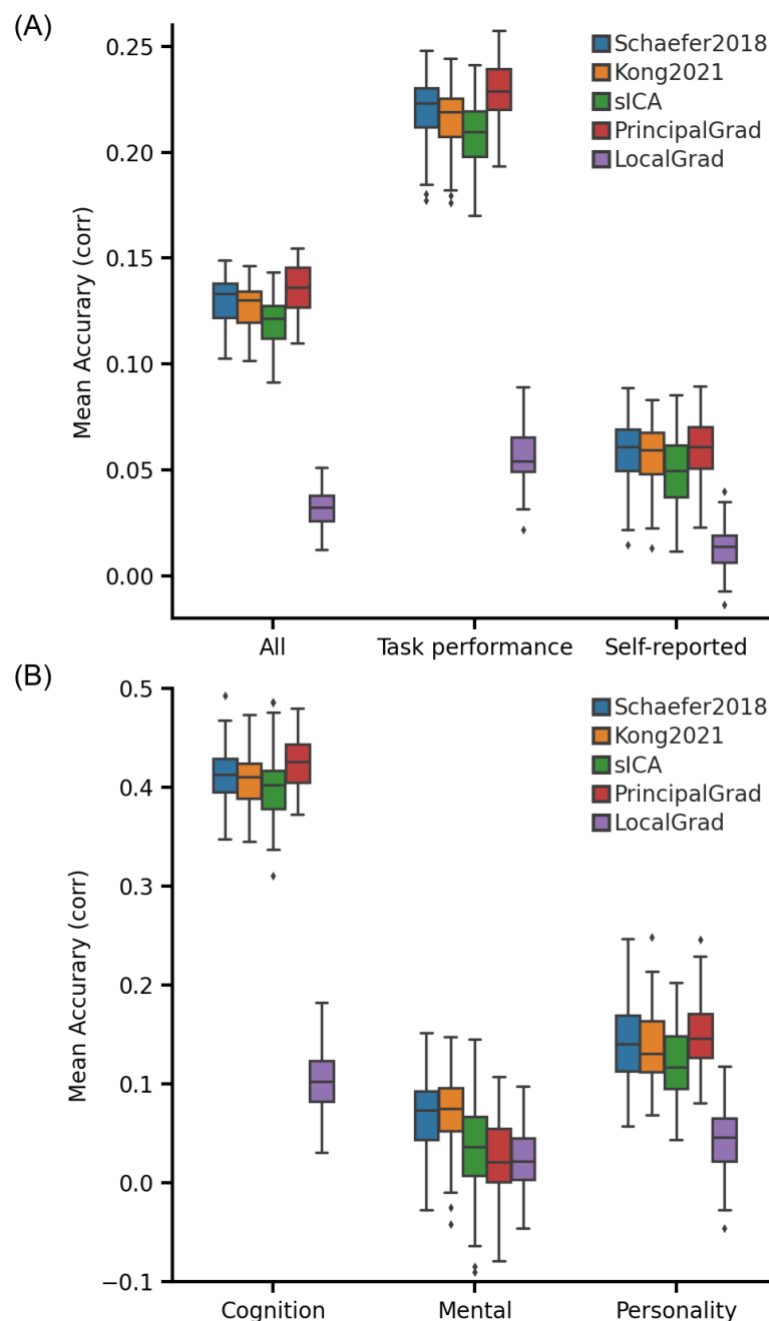 (A)
0.25
0.20
0.15
0.10
0.05
0.00
Mean Accurary (corr)
Schaefer2018
Kong2021
sICA
PrincipalGrad
LocalGrad
All Task performance Self-reported
(B)
0.5
0.4
0.3
0.2
0.1
0.0
−0.1
Mean Accurary (corr)
Schaefer2018
Kong2021
sICA
PrincipalGrad
LocalGrad
Cognition Mental Personality